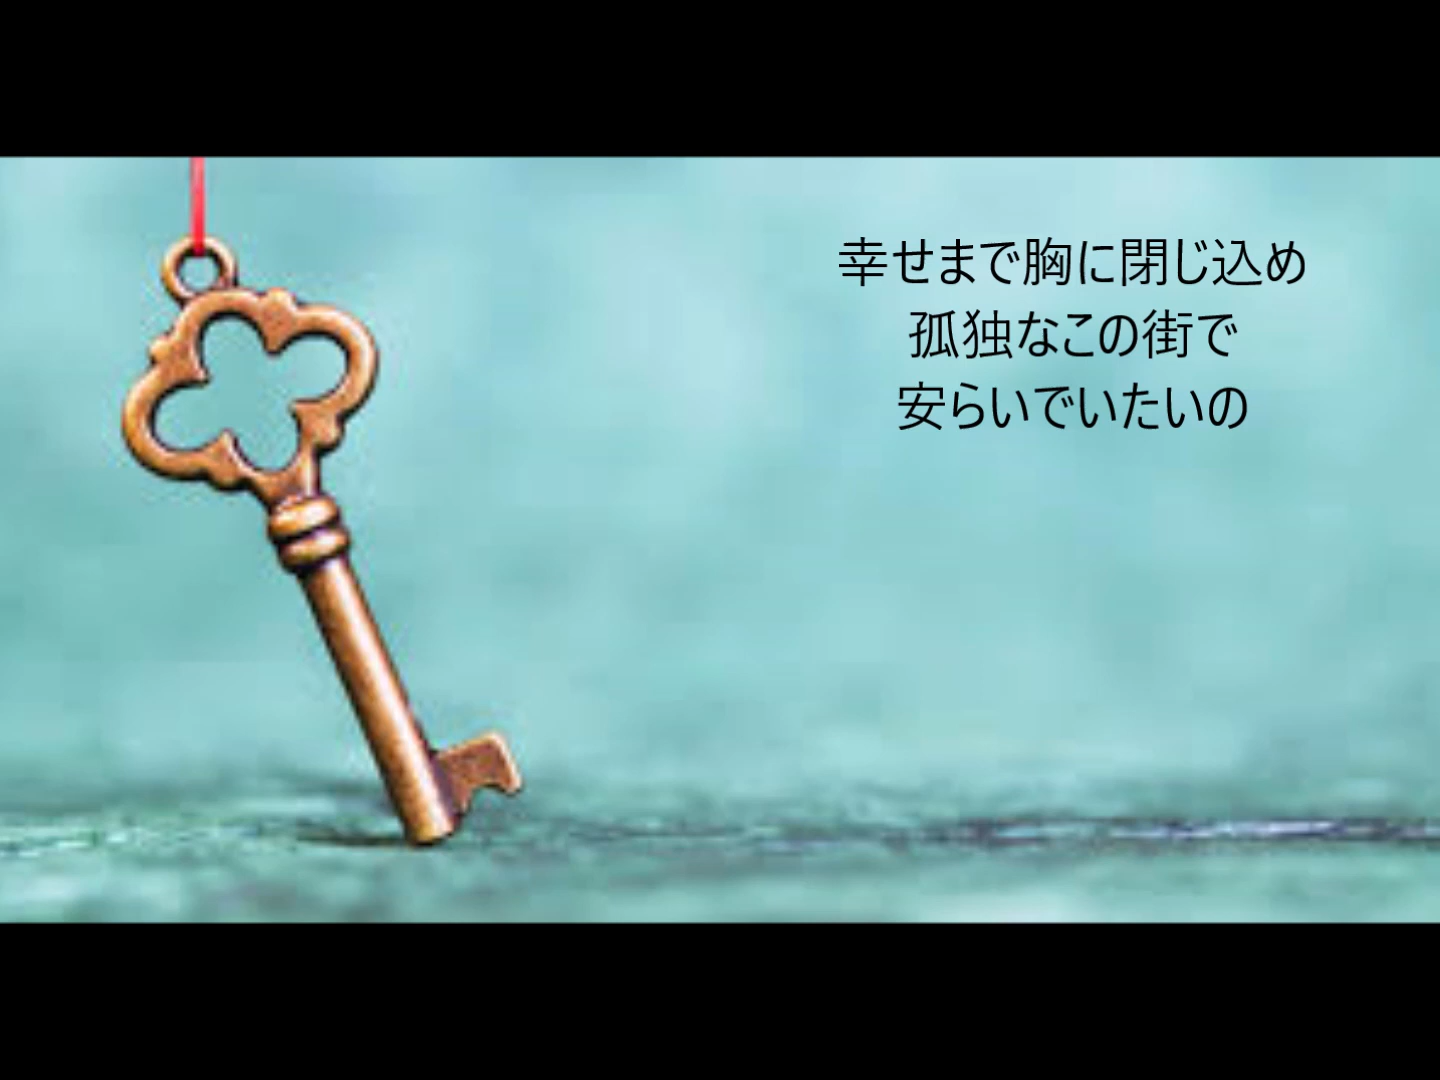 幸せまで胸に閉じ込め
孤独なこの街で
安らいでいたいの